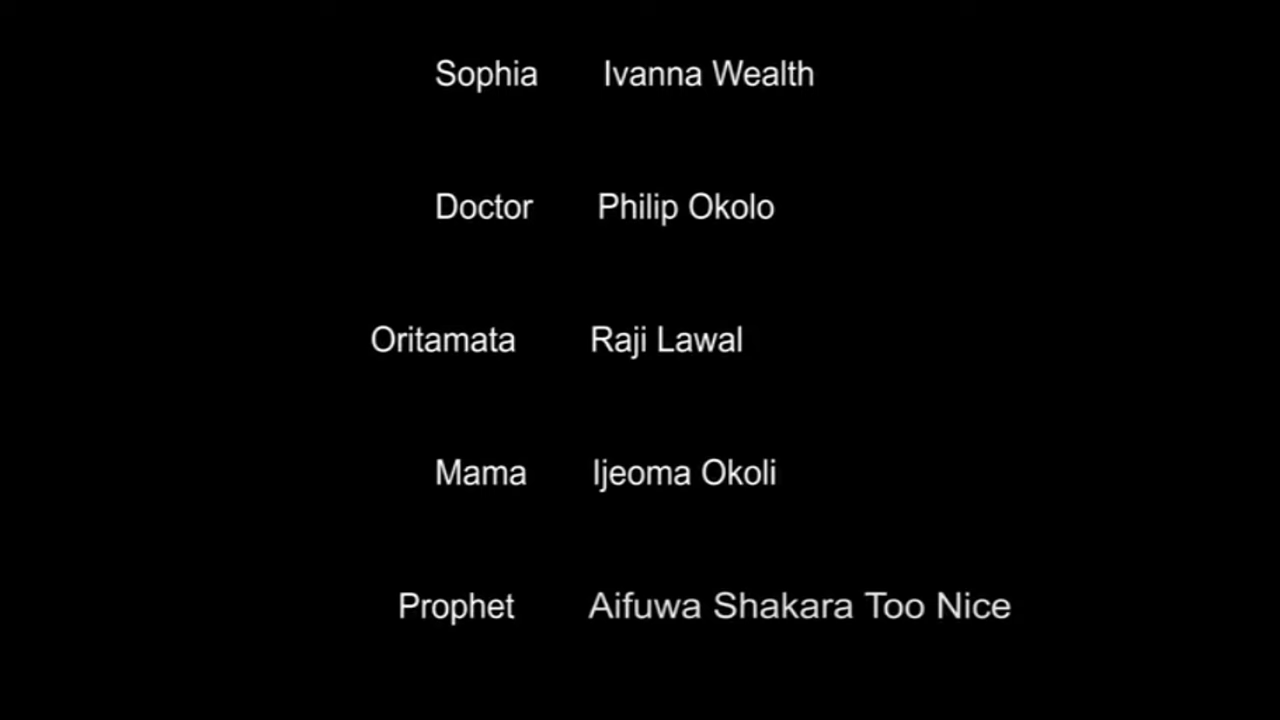 Sophia Ivanna Wealth
Doctor Philip Okolo
Oritamata Raji Lawal
Mama Ijeoma Okoli
Prophet Aifuwa Shakara Too Nice